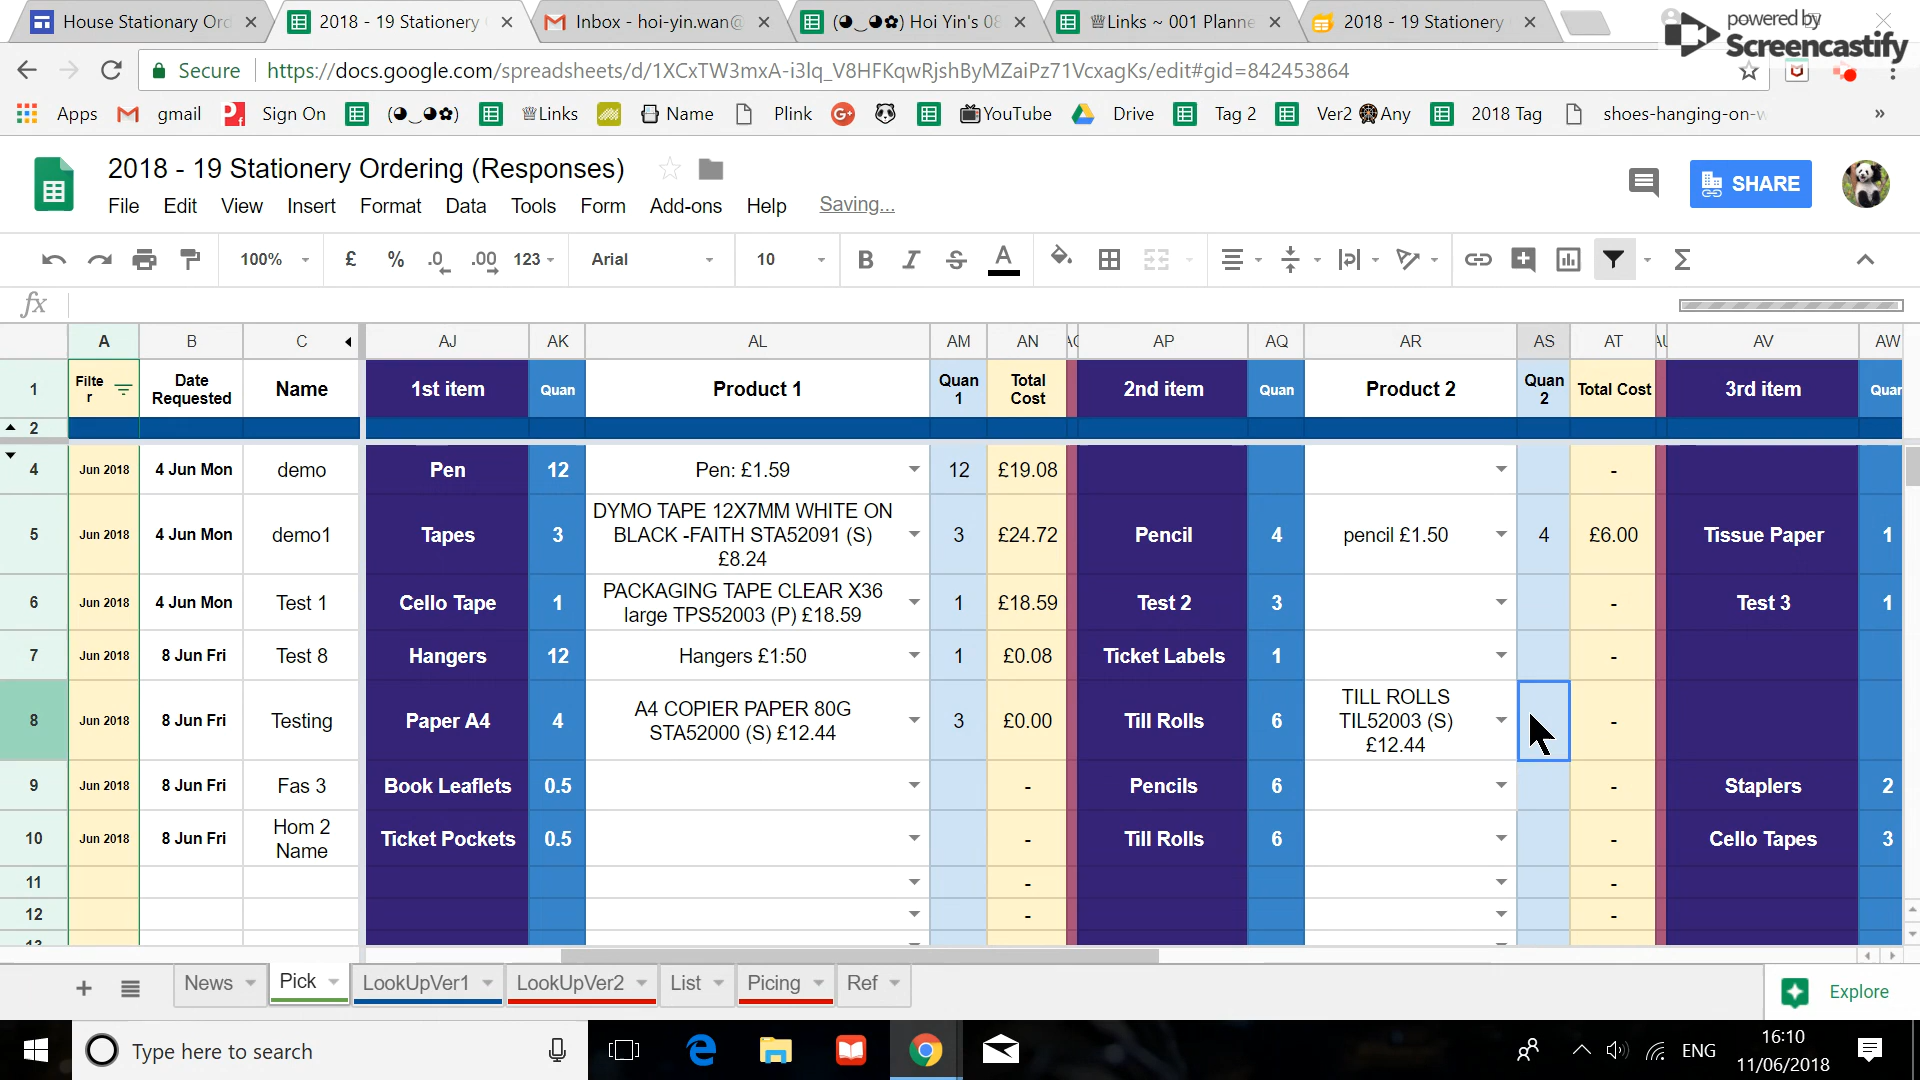 House Stationary Ord
2018 - 19 Stationery
Inbox - hoi-yin.wan@
(◕‿◕✿) Hoi Yin's 08
♕Links ~ 001 Planne
2018 - 19 Stationery
powered by
Screencastify
Secure
https://docs.google.com/spreadsheets/d/1XCxTW3mxA-i3lq_V8HFKqwRjshByMZaiPz71VcxagKs/edit#gid=842453864
Apps
gmail
Sign On
(◕‿◕✿)
♕Links
Name
Plink
YouTube
Drive
Tag 2
Ver2 Any
2018 Tag
shoes-hanging-on-w
»
2018 - 19 Stationery Ordering (Responses)
File Edit View Insert Format Data Tools Form Add-ons Help Saving...
SHARE
100% £ % .0 .00 123 Arial 10 B I S A Σ
fx
A B C AJ AK AL AM AN AP AQ AR AS AT AV AW
1 Filter Date Requested Name 1st item Quan Product 1 Quan 1 Total Cost 2nd item Quan Product 2 Quan 2 Total Cost 3rd item Quan
2
4 Jun 2018 4 Jun Mon demo Pen 12 Pen: £1.59 12 £19.08 -
5 Jun 2018 4 Jun Mon demo1 Tapes 3 DYMO TAPE 12X7MM WHITE ON BLACK -FAITH STA52091 (S) £8.24 3 £24.72 Pencil 4 pencil £1.50 4 £6.00 Tissue Paper 1
6 Jun 2018 4 Jun Mon Test 1 Cello Tape 1 PACKAGING TAPE CLEAR X36 large TPS52003 (P) £18.59 1 £18.59 Test 2 3 - Test 3 1
7 Jun 2018 8 Jun Fri Test 8 Hangers 12 Hangers £1:50 1 £0.08 Ticket Labels 1 -
8 Jun 2018 8 Jun Fri Testing Paper A4 4 A4 COPIER PAPER 80G STA52000 (S) £12.44 3 £0.00 Till Rolls 6 TILL ROLLS TIL52003 (S) £12.44 -
9 Jun 2018 8 Jun Fri Fas 3 Book Leaflets 0.5 - Pencils 6 - Staplers 2
10 Jun 2018 8 Jun Fri Hom 2 Name Ticket Pockets 0.5 - Till Rolls 6 - Cello Tapes 3
11 - -
12 - -
13
News Pick LookUpVer1 LookUpVer2 List Picing Ref
Explore
Type here to search
ENG
16:10
11/06/2018